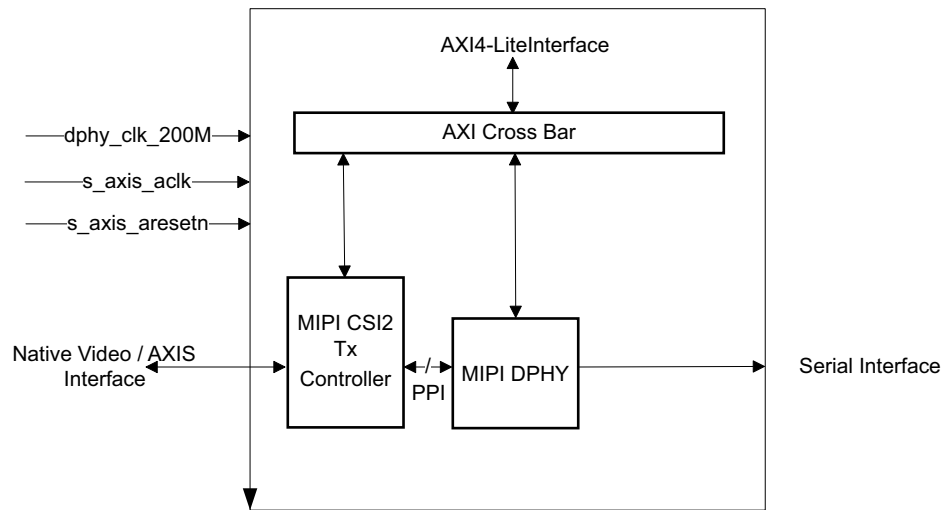 AXI4-LiteInterface
AXI Cross Bar
dphy_clk_200M
s_axis_aclk
s_axis_aresetn
MIPI CSI2
Tx
Controller
Native Video / AXIS
Interface
/
PPI
MIPI DPHY
Serial Interface